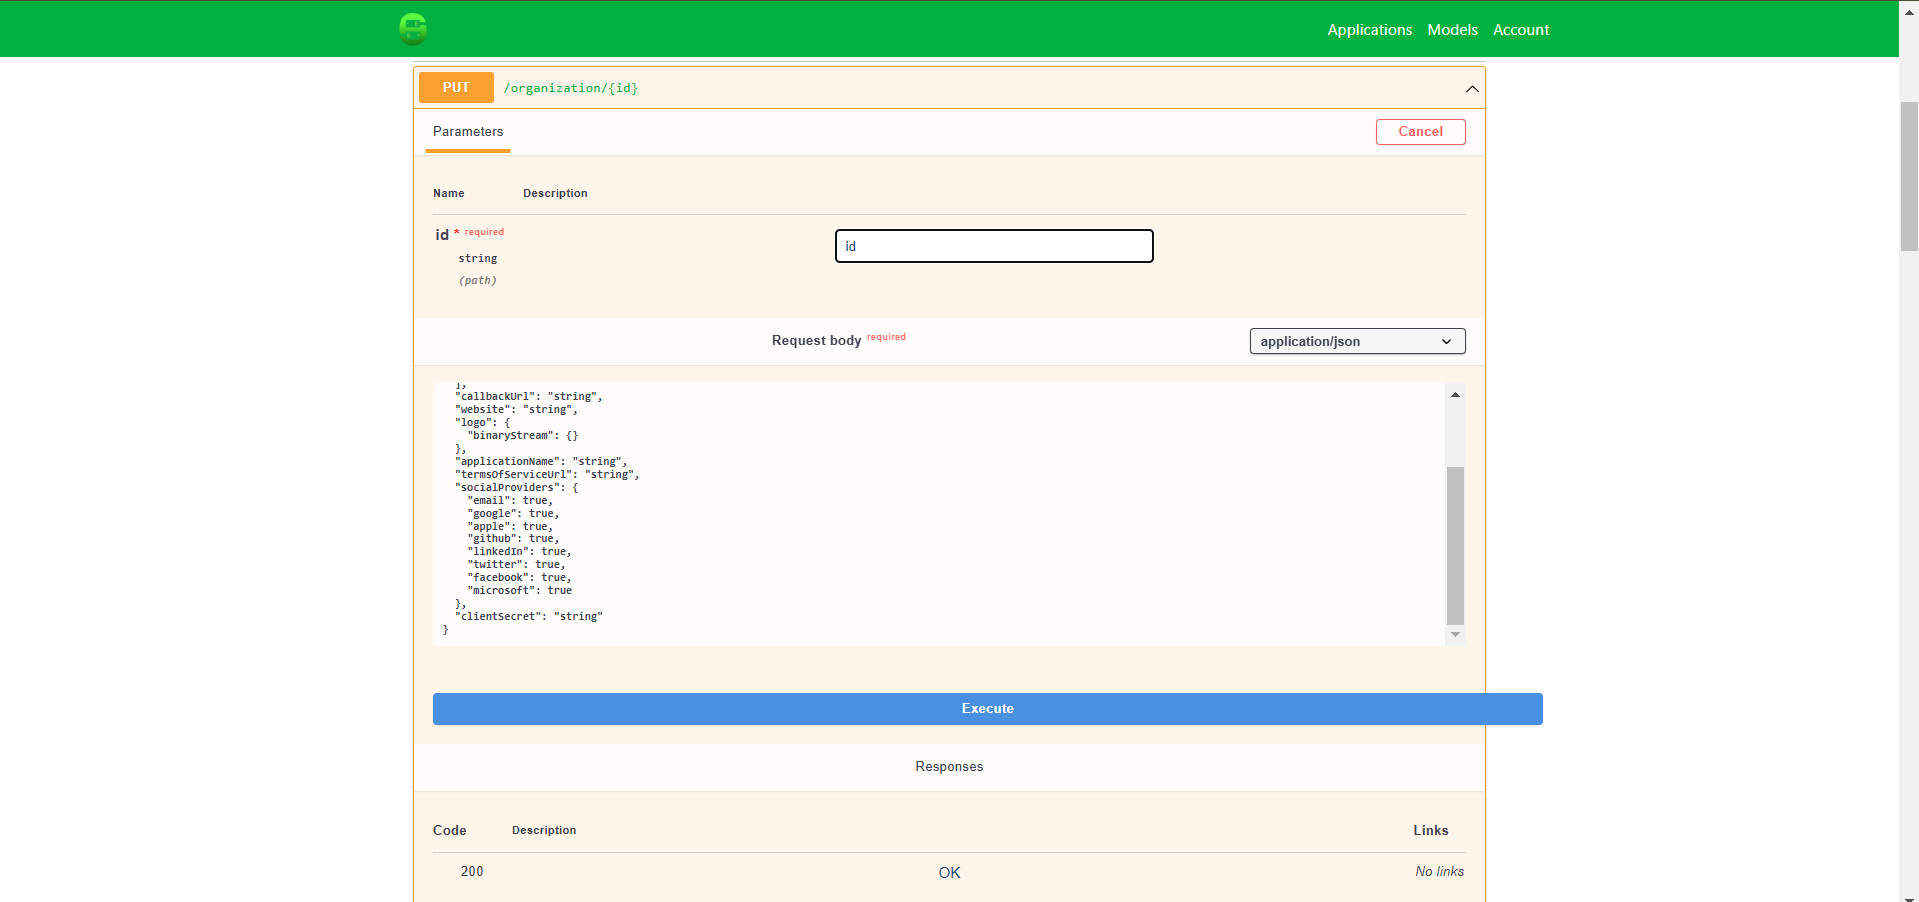 Applications Models Account
PUT /organization/{id}
Parameters Cancel
Name Description
id * required id
string
(path)
Request body required application/json
],
"callbackUrl": "string",
"website": "string",
"logo": {
"binaryStream": {}
},
"applicationName": "string",
"termsOfServiceUrl": "string",
"socialProviders": {
"email": true,
"google": true,
"apple": true,
"github": true,
"linkedIn": true,
"twitter": true,
"facebook": true,
"microsoft": true
},
"clientSecret": "string"
}
Execute
Responses
Code Description Links
200 OK No links